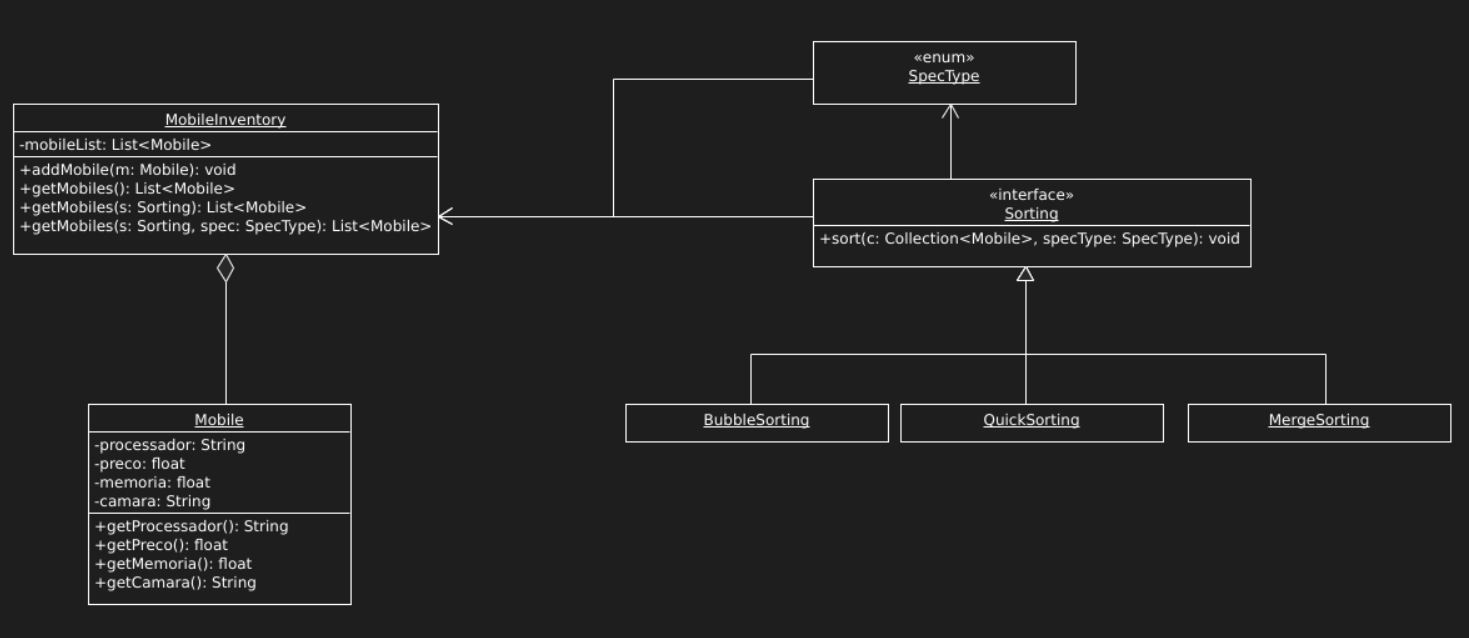 MobileInventory
-mobileList: List<Mobile>
+addMobile(m: Mobile): void
+getMobiles(): List<Mobile>
+getMobiles(s: Sorting): List<Mobile>
+getMobiles(s: Sorting, spec: SpecType): List<Mobile>
«enum»
SpecType
«interface»
Sorting
+sort(c: Collection<Mobile>, specType: SpecType): void
Mobile
-processador: String
-preco: float
-memoria: float
-camara: String
+getProcessador(): String
+getPreco(): float
+getMemoria(): float
+getCamara(): String
BubbleSorting
QuickSorting
MergeSorting